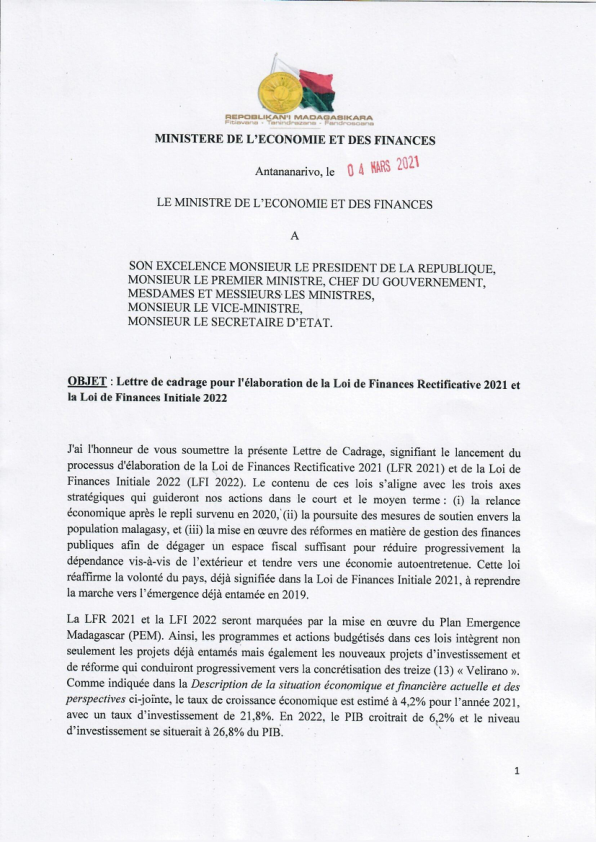 REPOBLIKAN'I MADAGASIKARA
Fitiavana - Tanindrazana - Fandrosoana
MINISTERE DE L'ECONOMIE ET DES FINANCES
Antananarivo, le 04 MARS 2021
LE MINISTRE DE L'ECONOMIE ET DES FINANCES
A
SON EXCELENCE MONSIEUR LE PRESIDENT DE LA REPUBLIQUE,
MONSIEUR LE PREMIER MINISTRE, CHEF DU GOUVERNEMENT,
MESDAMES ET MESSIEURS LES MINISTRES,
MONSIEUR LE VICE-MINISTRE,
MONSIEUR LE SECRETAIRE D'ETAT.
OBJET : Lettre de cadrage pour l'élaboration de la Loi de Finances Rectificative 2021 et
la Loi de Finances Initiale 2022
J'ai l'honneur de vous soumettre la présente Lettre de Cadrage, signifiant le lancement du
processus d'élaboration de la Loi de Finances Rectificative 2021 (LFR 2021) et de la Loi de
Finances Initiale 2022 (LFI 2022). Le contenu de ces lois s'aligne avec les trois axes
stratégiques qui guideront nos actions dans le court et le moyen terme : (i) la relance
économique après le repli survenu en 2020, (ii) la poursuite des mesures de soutien envers la
population malagasy, et (iii) la mise en œuvre des réformes en matière de gestion des finances
publiques afin de dégager un espace fiscal suffisant pour réduire progressivement la
dépendance vis-à-vis de l'extérieur et tendre vers une économie autoentretenue. Cette loi
réaffirme la volonté du pays, déjà signifiée dans la Loi de Finances Initiale 2021, à reprendre
la marche vers l'émergence déjà entamée en 2019.
La LFR 2021 et la LFI 2022 seront marquées par la mise en œuvre du Plan Emergence
Madagascar (PEM). Ainsi, les programmes et actions budgétisés dans ces lois intègrent non
seulement les projets déjà entamés mais également les nouveaux projets d'investissement et
de réforme qui conduiront progressivement vers la concrétisation des treize (13) « Velirano ».
Comme indiquée dans la Description de la situation économique et financière actuelle et des
perspectives ci-jointe, le taux de croissance économique est estimé à 4,2% pour l'année 2021,
avec un taux d'investissement de 21,8%. En 2022, le PIB croitrait de 6,2% et le niveau
d'investissement se situerait à 26,8% du PIB.
1